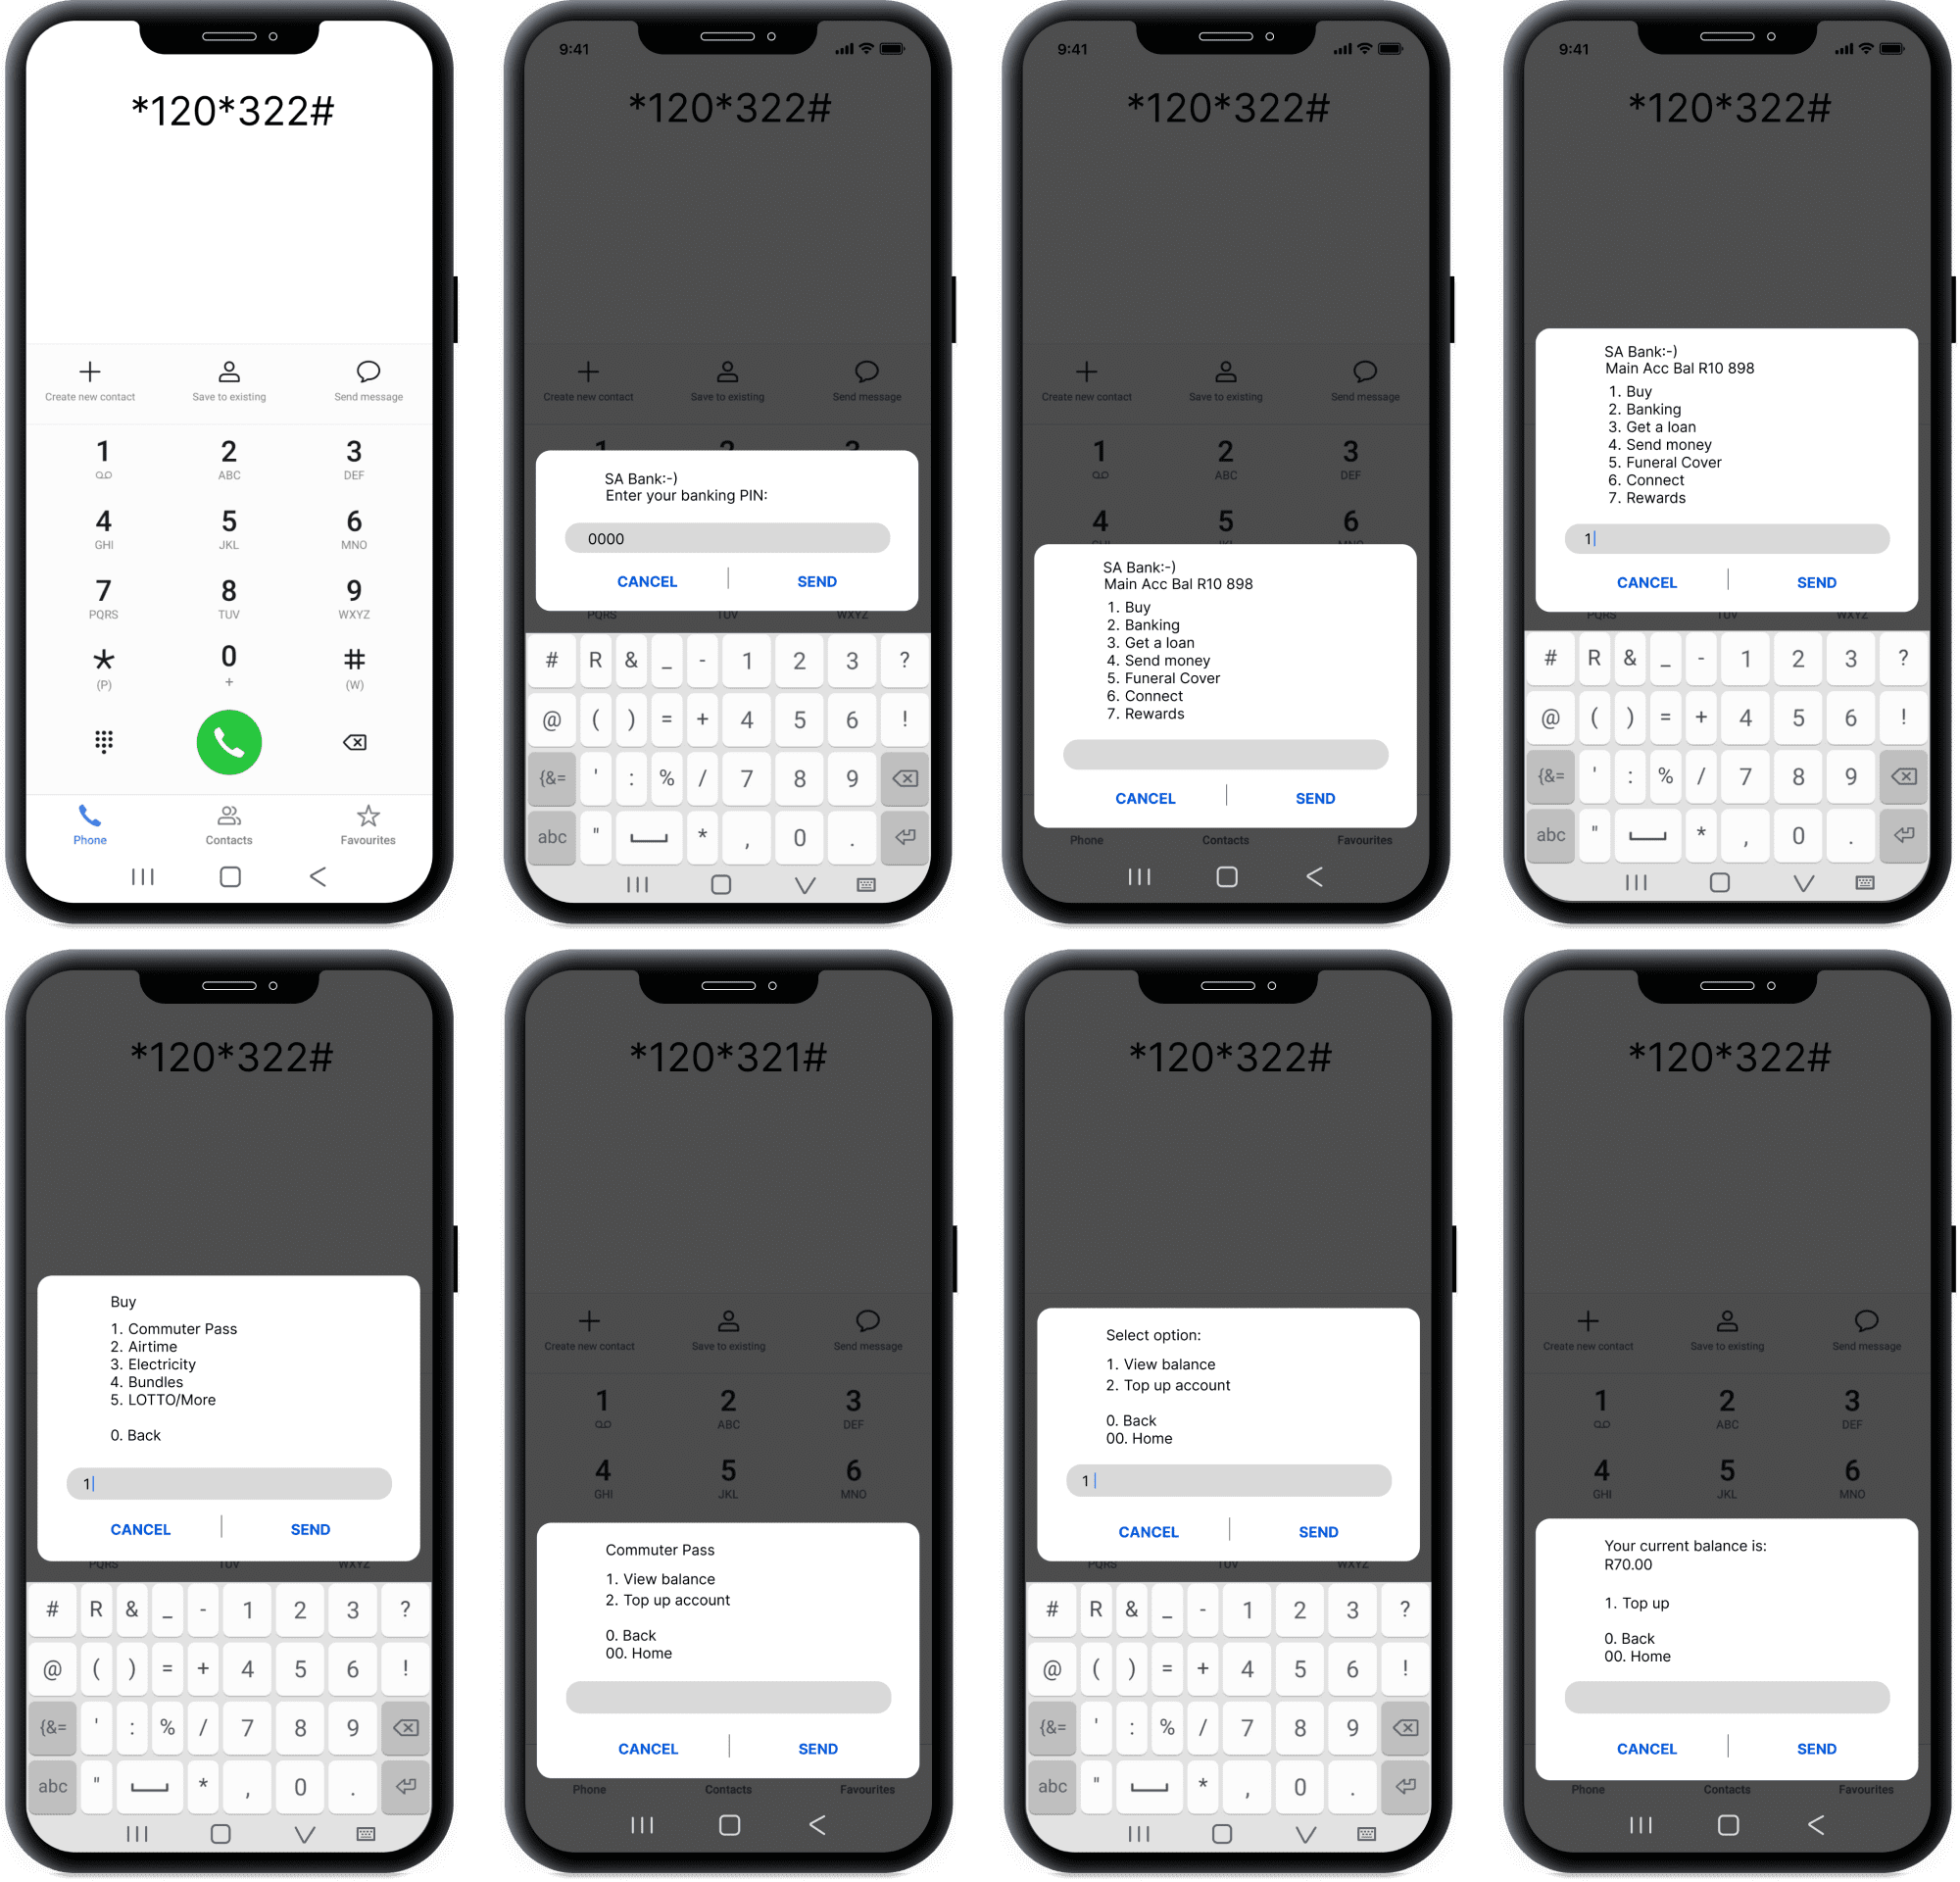 *120*322#
Create new contact Save to existing Send message
1 2 3
ABC DEF
4 5 6
GHI JKL MNO
7 8 9
PQRS TUV WXYZ
* 0 #
(P) + (W)
Phone Contacts Favourites
9:41
*120*322#
Create new contact Save to existing Send message
1 2 3
SA Bank:-)
Enter your banking PIN:
0000
CANCEL SEND
PQRS TUV WXYZ
# R & _ - 1 2 3 ?
@ ( ) = + 4 5 6 !
{&= ' : % / 7 8 9
abc " * , 0 .
9:41
*120*322#
Create new contact Save to existing Send message
1 2 3
ABC DEF
4 5 6
GHI JKL MNO
SA Bank:-)
Main Acc Bal R10 898
1. Buy
2. Banking
3. Get a loan
4. Send money
5. Funeral Cover
6. Connect
7. Rewards
CANCEL SEND
Phone Contacts Favourites
9:41
*120*322#
SA Bank:-)
Main Acc Bal R10 898
1. Buy
2. Banking
3. Get a loan
4. Send money
5. Funeral Cover
6. Connect
7. Rewards
1
CANCEL SEND
PQRS TUV WXYZ
# R & _ - 1 2 3 ?
@ ( ) = + 4 5 6 !
{&= ' : % / 7 8 9
abc " * , 0 .
*120*322#
Buy
1. Commuter Pass
2. Airtime
3. Electricity
4. Bundles
5. LOTTO/More
0. Back
1
CANCEL SEND
PQRS TUV WXYZ
# R & _ - 1 2 3 ?
@ ( ) = + 4 5 6 !
{&= ' : % / 7 8 9
abc " * , 0 .
*120*321#
Create new contact Save to existing Send message
1 2 3
ABC DEF
4 5 6
GHI JKL MNO
Commuter Pass
1. View balance
2. Top up account
0. Back
00. Home
CANCEL SEND
Phone Contacts Favourites
*120*322#
Select option:
1. View balance
2. Top up account
0. Back
00. Home
1
CANCEL SEND
PQRS TUV WXYZ
# R & _ - 1 2 3 ?
@ ( ) = + 4 5 6 !
{&= ' : % / 7 8 9
abc " * , 0 .
*120*322#
Create new contact Save to existing Send message
1 2 3
ABC DEF
4 5 6
GHI JKL MNO
Your current balance is:
R70.00
1. Top up
0. Back
00. Home
CANCEL SEND
Phone Contacts Favourites